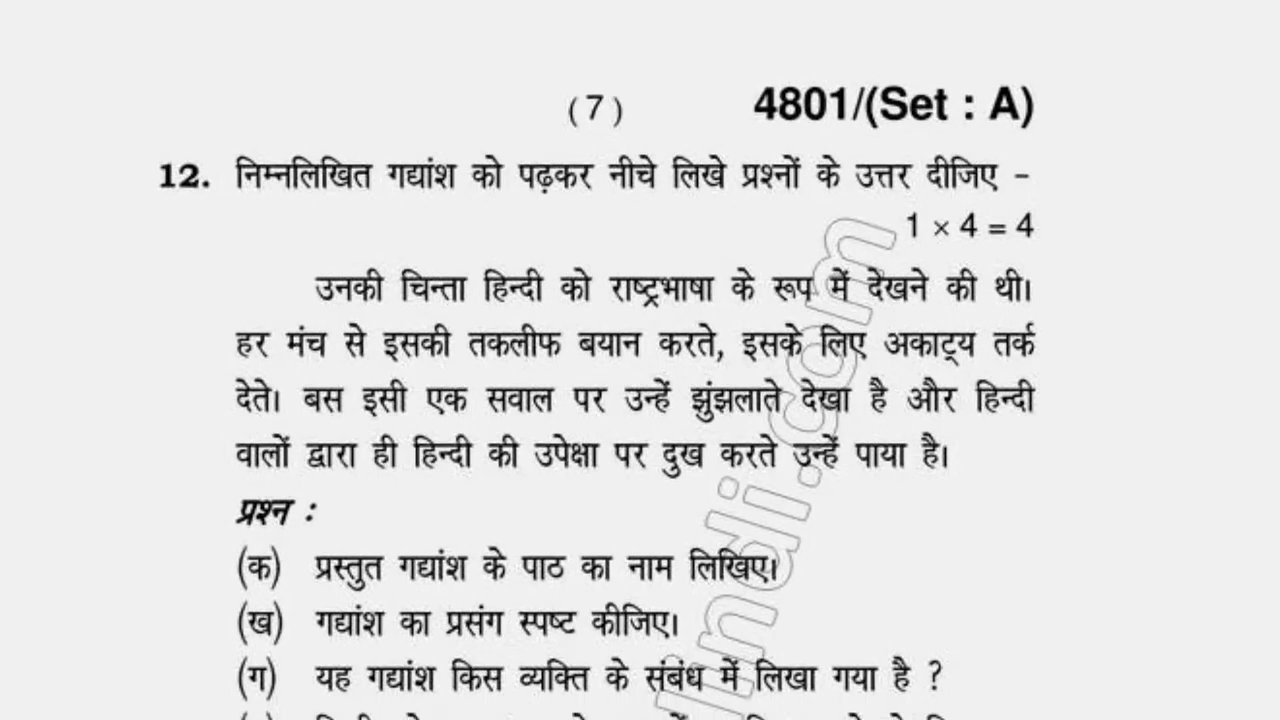 ( 7 ) 4801/(Set : A)
12. निम्नलिखित गद्यांश को पढ़कर नीचे लिखे प्रश्नों के उत्तर दीजिए –
1 × 4 = 4
उनकी चिन्ता हिन्दी को राष्ट्रभाषा के रूप में देखने की थी।
हर मंच से इसकी तकलीफ बयान करते, इसके लिए अकाट्य तर्क
देते। बस इसी एक सवाल पर उन्हें झुंझलाते देखा है और हिन्दी
वालों द्वारा ही हिन्दी की उपेक्षा पर दुख करते उन्हें पाया है।
प्रश्न :
(क) प्रस्तुत गद्यांश के पाठ का नाम लिखिए।
(ख) गद्यांश का प्रसंग स्पष्ट कीजिए।
(ग) यह गद्यांश किस व्यक्ति के संबंध में लिखा गया है ?